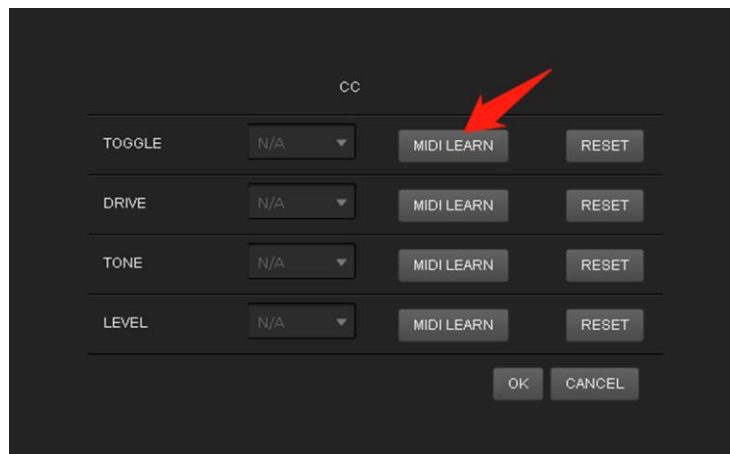 CC
TOGGLE N/A MIDI LEARN RESET
DRIVE N/A MIDI LEARN RESET
TONE N/A MIDI LEARN RESET
LEVEL N/A MIDI LEARN RESET
OK CANCEL